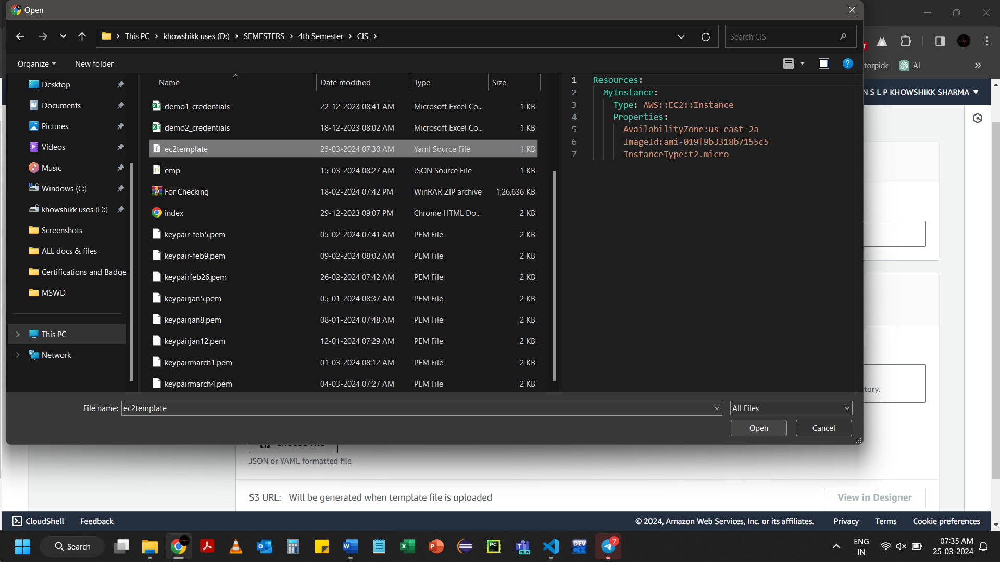 Open
This PC
khowshikk uses (D:)
SEMESTERS
4th Semester
CIS
Search CIS
Organize
New folder
torpick
AI
N S L P KHOWSHIKK SHARMA
Desktop
Documents
Pictures
Videos
Music
Windows (C:)
khowshikk uses (D:)
Screenshots
ALL docs & files
Certifications and Badge
MSWD
This PC
Network
Name Date modified Type Size
demo1_credentials 22-12-2023 08:41 AM Microsoft Excel Co... 1 KB
demo2_credentials 18-12-2023 08:02 AM Microsoft Excel Co... 1 KB
ec2template 25-03-2024 07:30 AM Yaml Source File 1 KB
emp 15-03-2024 08:27 AM JSON Source File 1 KB
For Checking 18-02-2024 07:42 PM WinRAR ZIP archive 1,26,636 KB
index 29-12-2023 09:07 PM Chrome HTML Do... 2 KB
keypair-feb5.pem 05-02-2024 07:41 AM PEM File 2 KB
keypair-feb9.pem 09-02-2024 08:02 AM PEM File 2 KB
keypairfeb26.pem 26-02-2024 07:42 AM PEM File 2 KB
keypairjan5.pem 05-01-2024 08:37 AM PEM File 2 KB
keypairjan8.pem 08-01-2024 07:48 AM PEM File 2 KB
keypairjan12.pem 12-01-2024 07:29 AM PEM File 2 KB
keypairmarch1.pem 01-03-2024 08:12 AM PEM File 2 KB
keypairmarch4.pem 04-03-2024 07:27 AM PEM File 2 KB
1 Resources:
2 MyInstance:
3 Type: AWS::EC2::Instance
4 Properties:
5 AvailabilityZone:us-east-2a
6 ImageId:ami-019f9b3318b7155c5
7 InstanceType:t2.micro
tory.
File name: ec2template
All Files
Open
Cancel
Choose file
JSON or YAML formatted file
S3 URL: Will be generated when template file is uploaded
View in Designer
CloudShell
Feedback
© 2024, Amazon Web Services, Inc. or its affiliates.
Privacy
Terms
Cookie preferences
Search
PC
NEW
DEV
7
ENG
IN
07:35 AM
25-03-2024